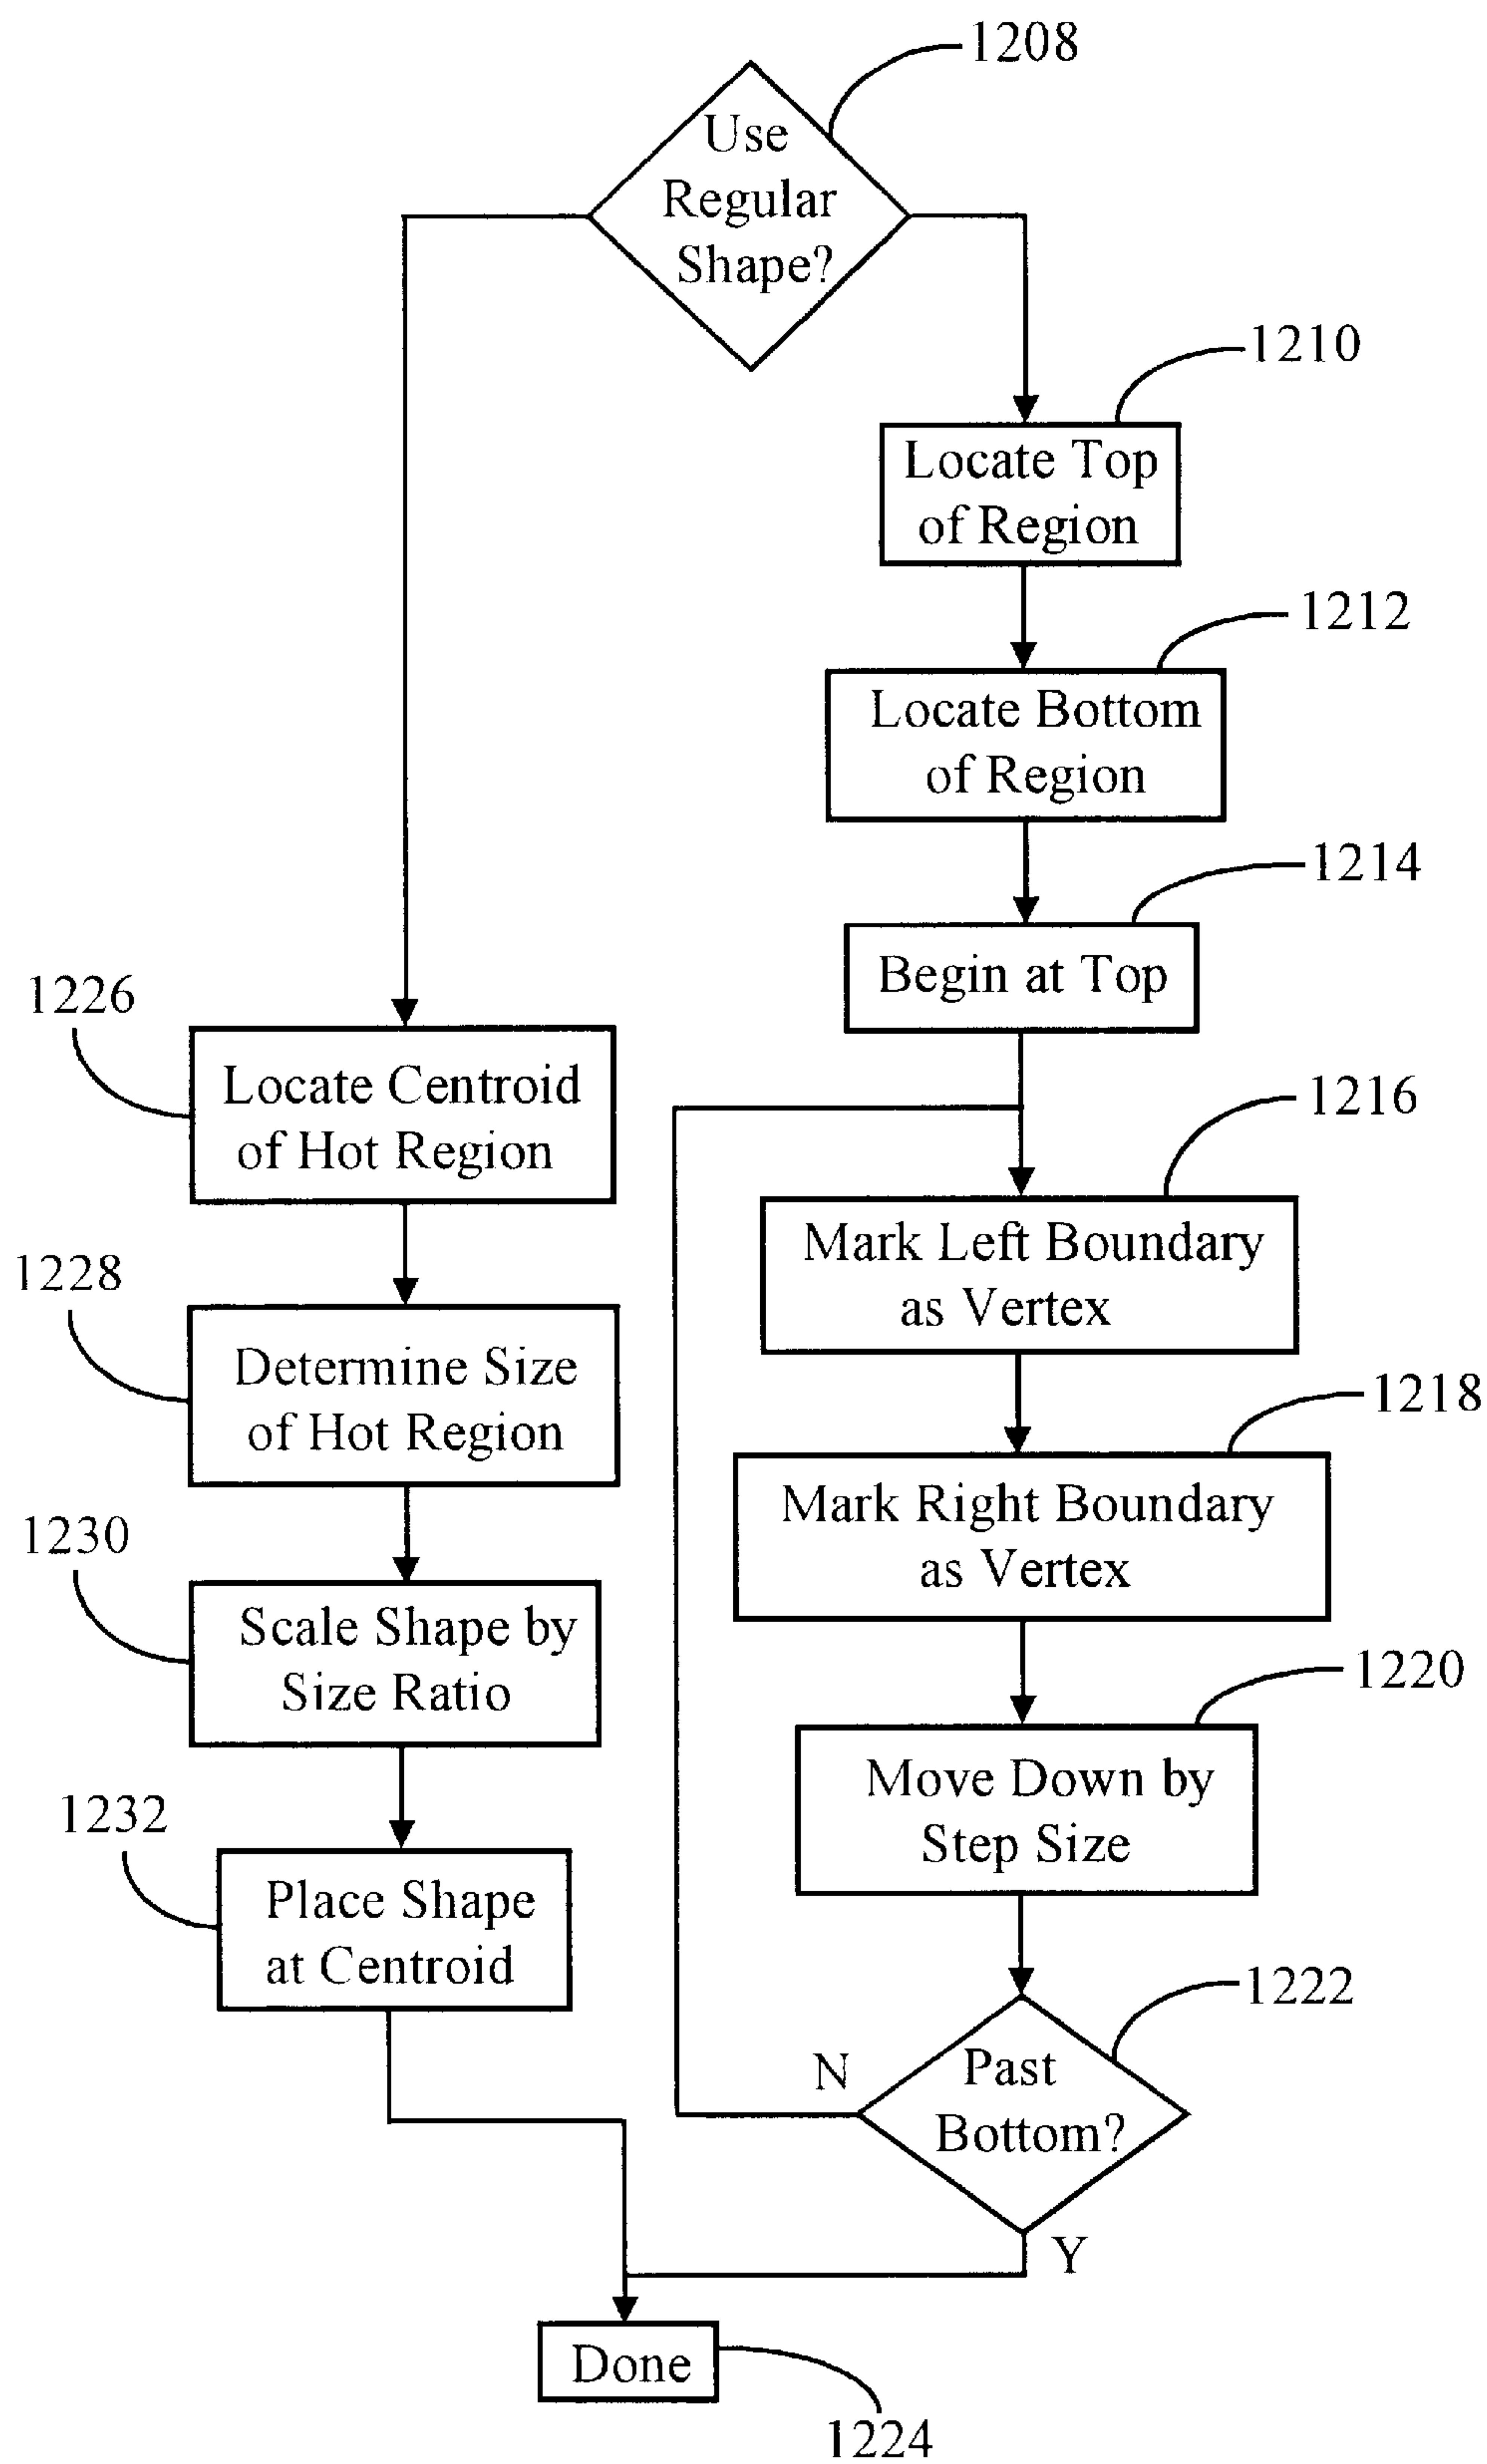 1208
Use
Regular
Shape?
1210
Locate Top
of Region
1212
Locate Bottom
of Region
1214
Begin at Top
1226
Locate Centroid
of Hot Region
1216
Mark Left Boundary
as Vertex
1228
Determine Size
of Hot Region
1218
Mark Right Boundary
as Vertex
1230
Scale Shape by
Size Ratio
1220
Move Down by
Step Size
1232
Place Shape
at Centroid
1222
N
Past
Bottom?
Y
Done
1224